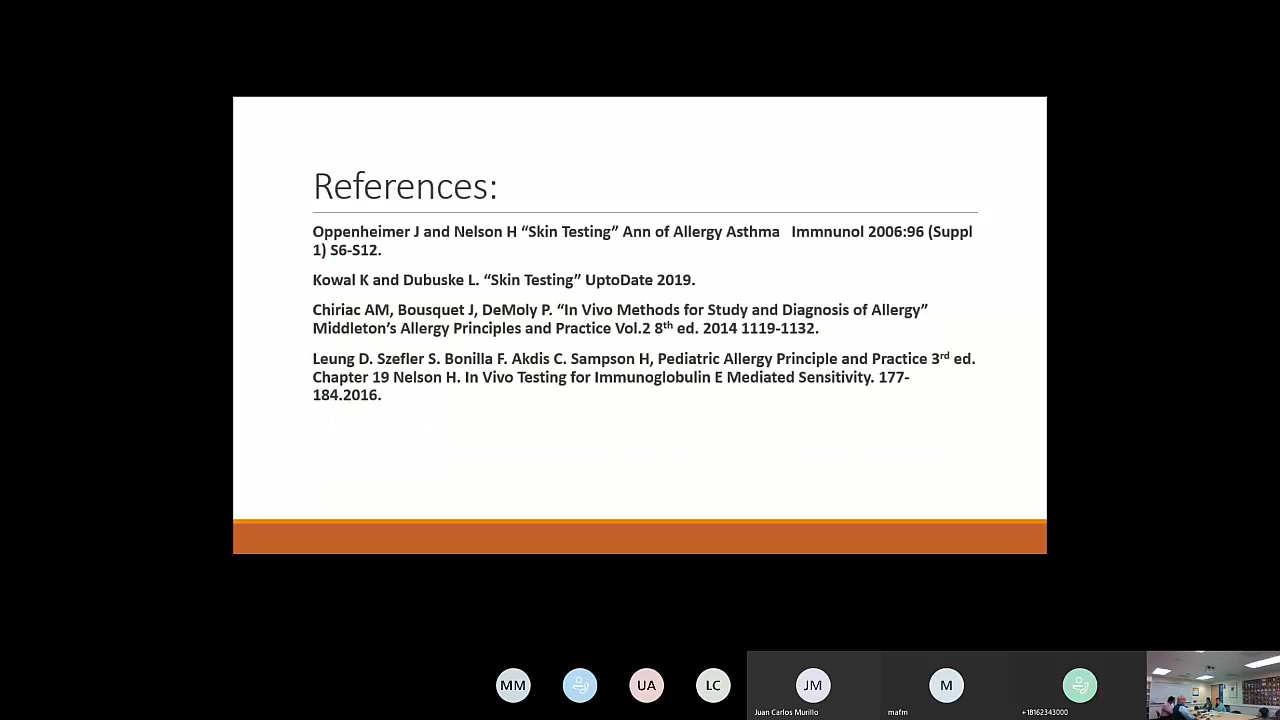 References:
Oppenheimer J and Nelson H “Skin Testing” Ann of Allergy Asthma   Immnunol 2006:96 (Suppl
1) S6-S12.
Kowal K and Dubuske L. “Skin Testing” UptoDate 2019.
Chiriac AM, Bousquet J, DeMoly P. “In Vivo Methods for Study and Diagnosis of Allergy”
Middleton’s Allergy Principles and Practice Vol.2 8th ed. 2014 1119-1132.
Leung D. Szefler S. Bonilla F. Akdis C. Sampson H, Pediatric Allergy Principle and Practice 3rd ed.
Chapter 19 Nelson H. In Vivo Testing for Immunoglobulin E Mediated Sensitivity. 177-
184.2016.
MM
UA
LC
JM
M
Juan Carlos Murillo
mafm
+18162343000